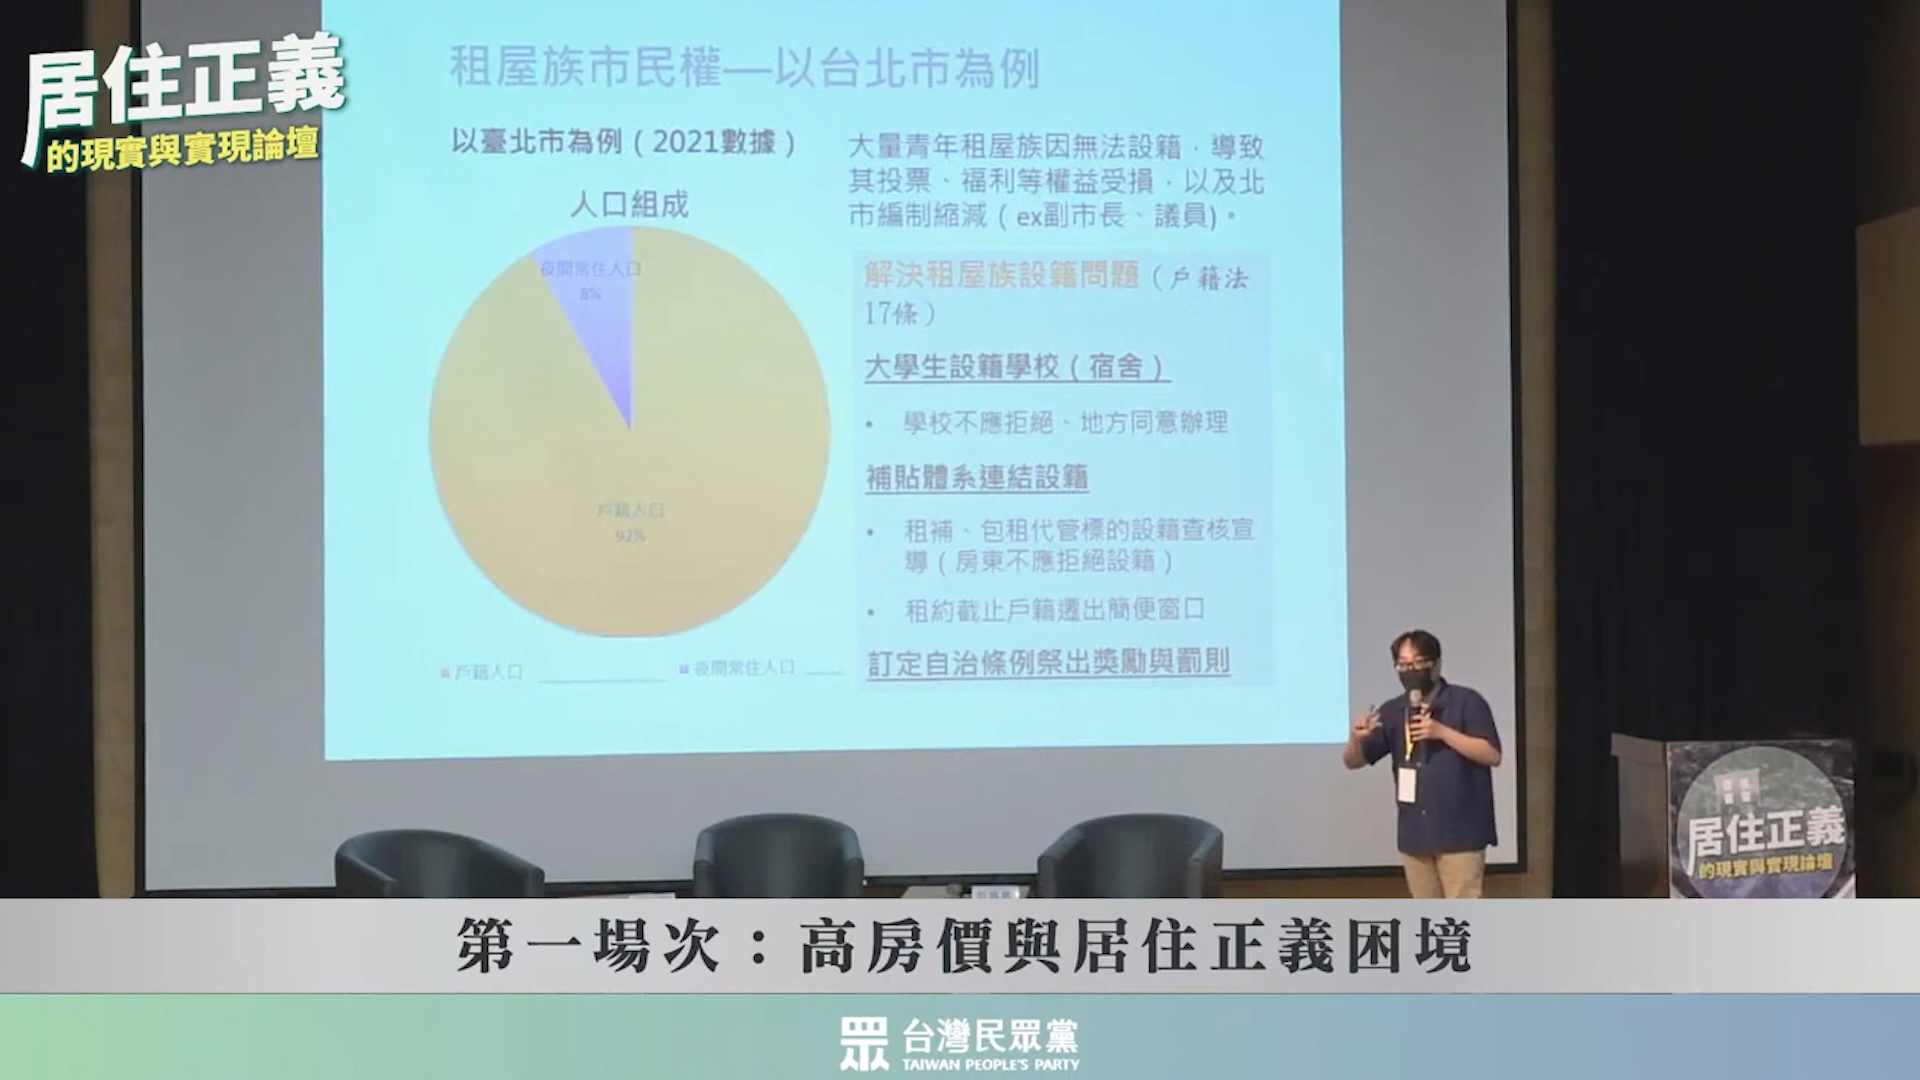 居住正義
的現實與實現論壇
租屋族市民權—以台北市為例
以臺北市為例（2021數據）
人口組成
夜間常住人口
8%
戶籍人口
92%
戶籍人口
夜間常住人口
大量青年租屋族因無法設籍，導致
其投票、福利等權益受損，以及北
市編制縮減（ex副市長、議員)。
解決租屋族設籍問題（戶籍法
17條）
大學生設籍學校（宿舍）
• 學校不應拒絕、地方同意辦理
補貼體系連結設籍
• 租補、包租代管標的設籍查核宣
導（房東不應拒絕設籍）
• 租約截止戶籍遷出簡便窗口
訂定自治條例祭出獎勵與罰則
居住正義
的現實與實現論壇
第一場次：高房價與居住正義困境
眾 台灣民眾黨
TAIWAN PEOPLE'S PARTY